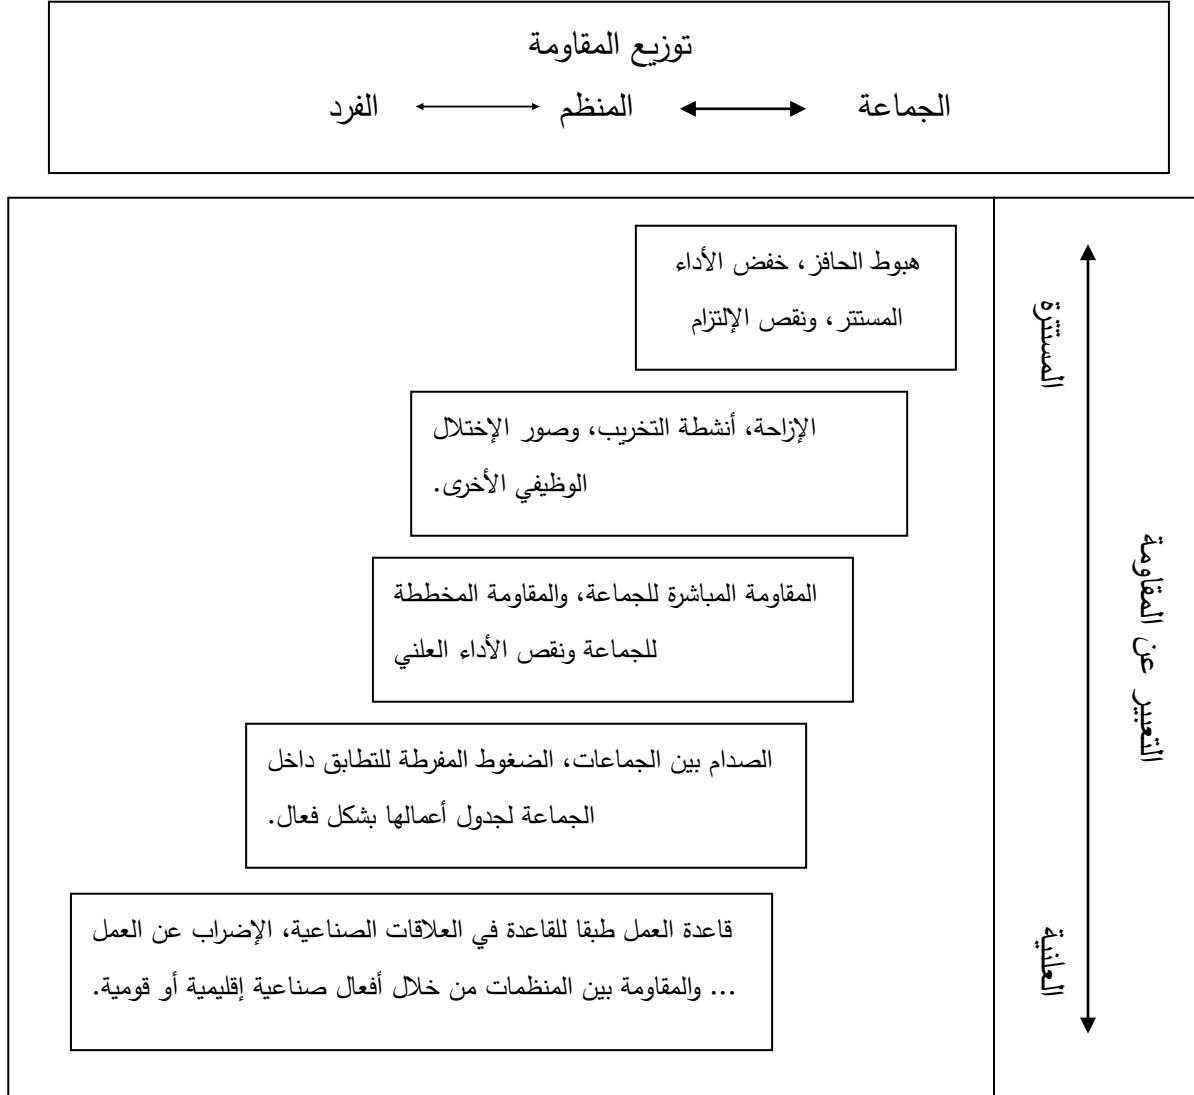 توزيع المقاومة
الجماعة المنظم الفرد
المستترة
التعبير عن المقاومة
العلنية
هبوط الحافز، خفض الأداء
المستتر، ونقص الإلتزام
الإزاحة، أنشطة التخريب، وصور الإختلال
الوظيفي الأخرى.
المقاومة المباشرة للجماعة، والمقاومة المخططة
للجماعة ونقص الأداء العلني
الصدام بين الجماعات، الضغوط المفرطة للتطابق داخل
الجماعة لجدول أعمالها بشكل فعال.
قاعدة العمل طبقا للقاعدة في العلاقات الصناعية، الإضراب عن العمل
... والمقاومة بين المنظمات من خلال أفعال صناعية إقليمية أو قومية.